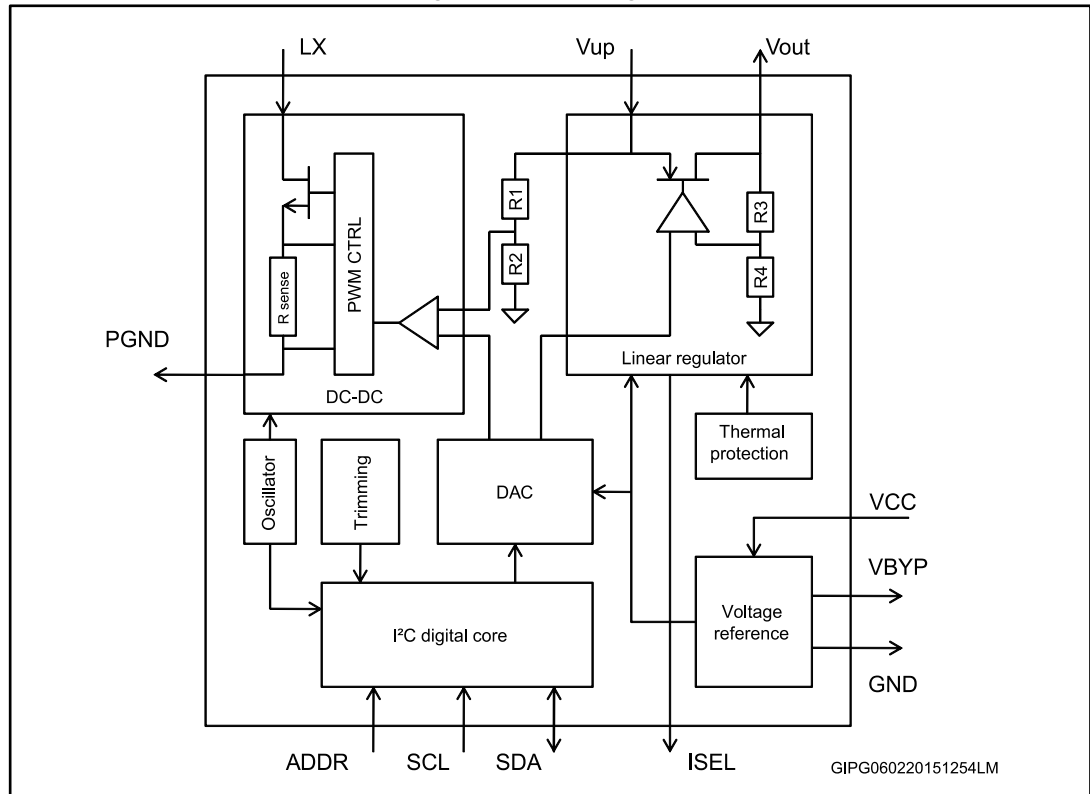 LX
Vup
Vout
R1
R2
R3
R4
R sense
PWM CTRL
PGND
DC-DC
Linear regulator
Thermal
protection
Oscillator
Trimming
DAC
VCC
VBYP
Voltage
reference
GND
I²C digital core
ADDR
SCL
SDA
ISEL
GIPG060220151254LM